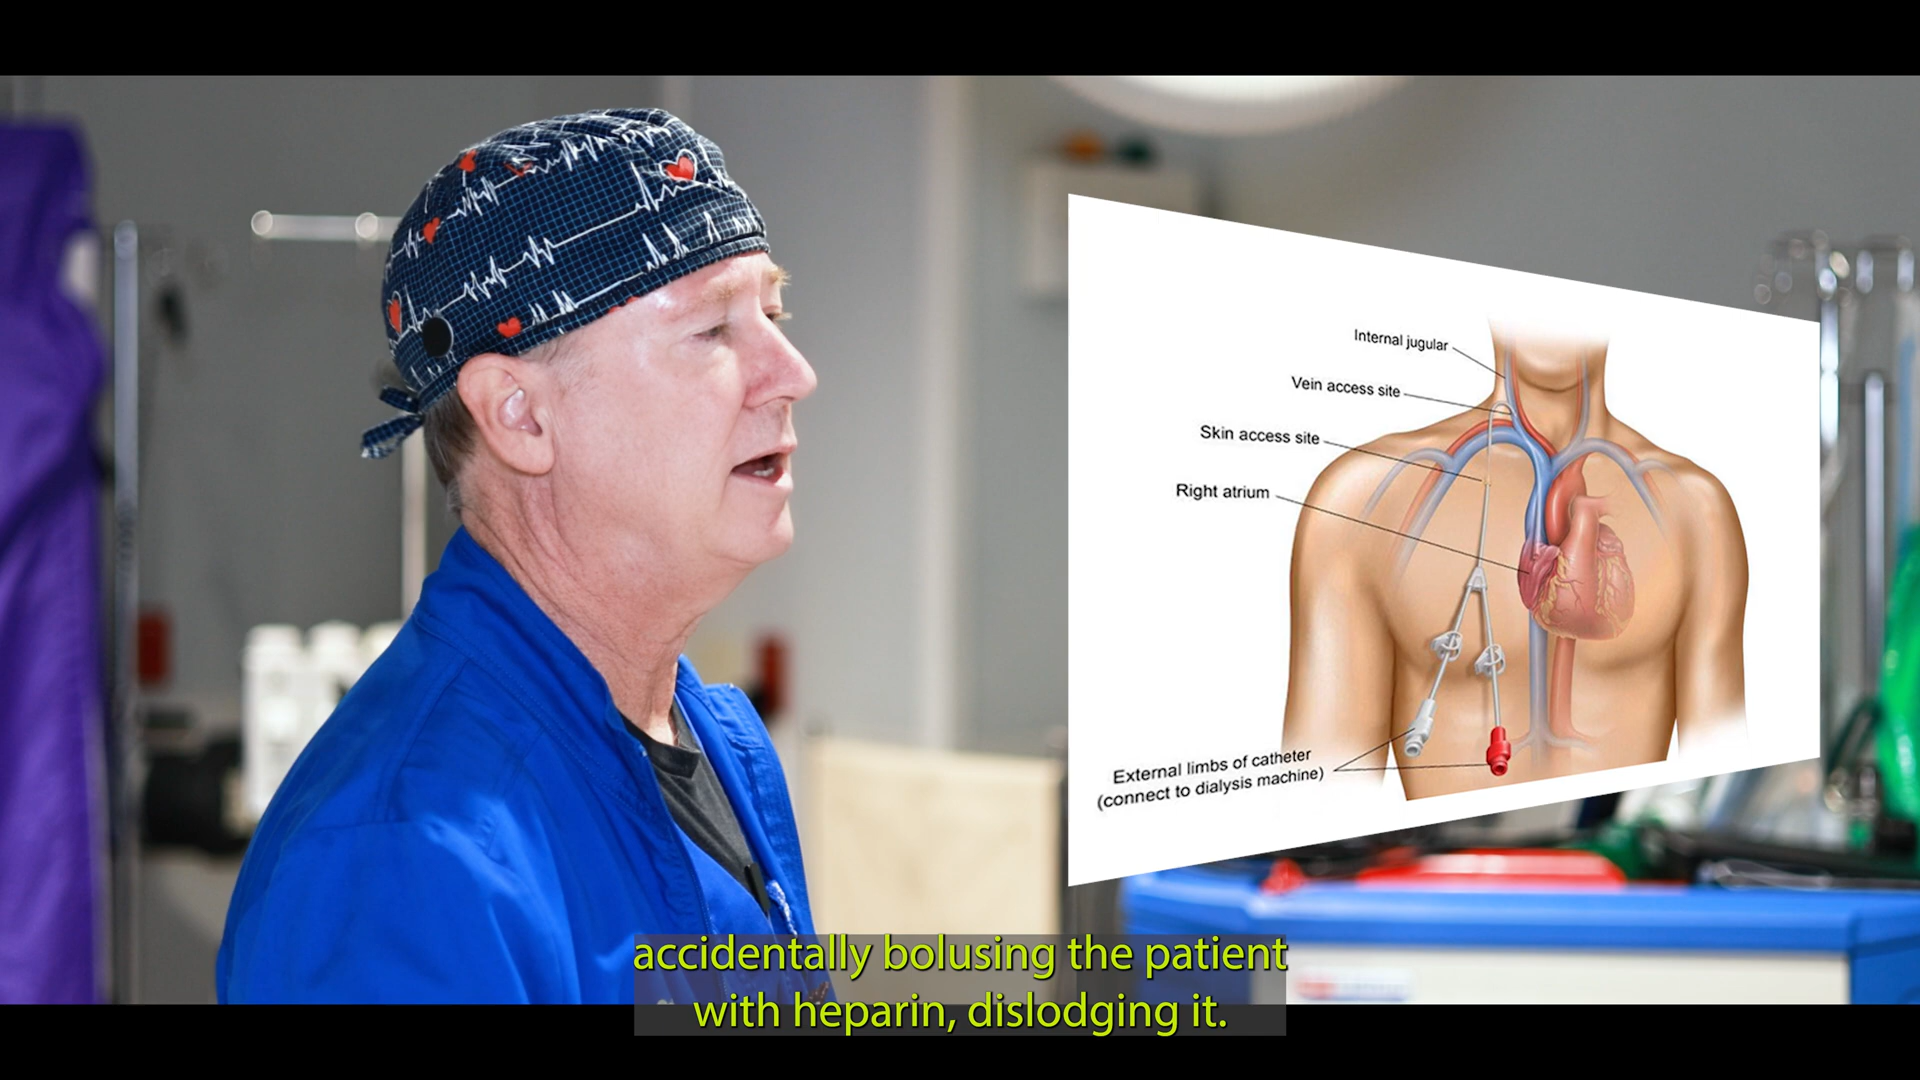 Internal jugular
Vein access site
Skin access site
Right atrium
External limbs of catheter
(connect to dialysis machine)
accidentally bolusing the patient
with heparin, dislodging it.